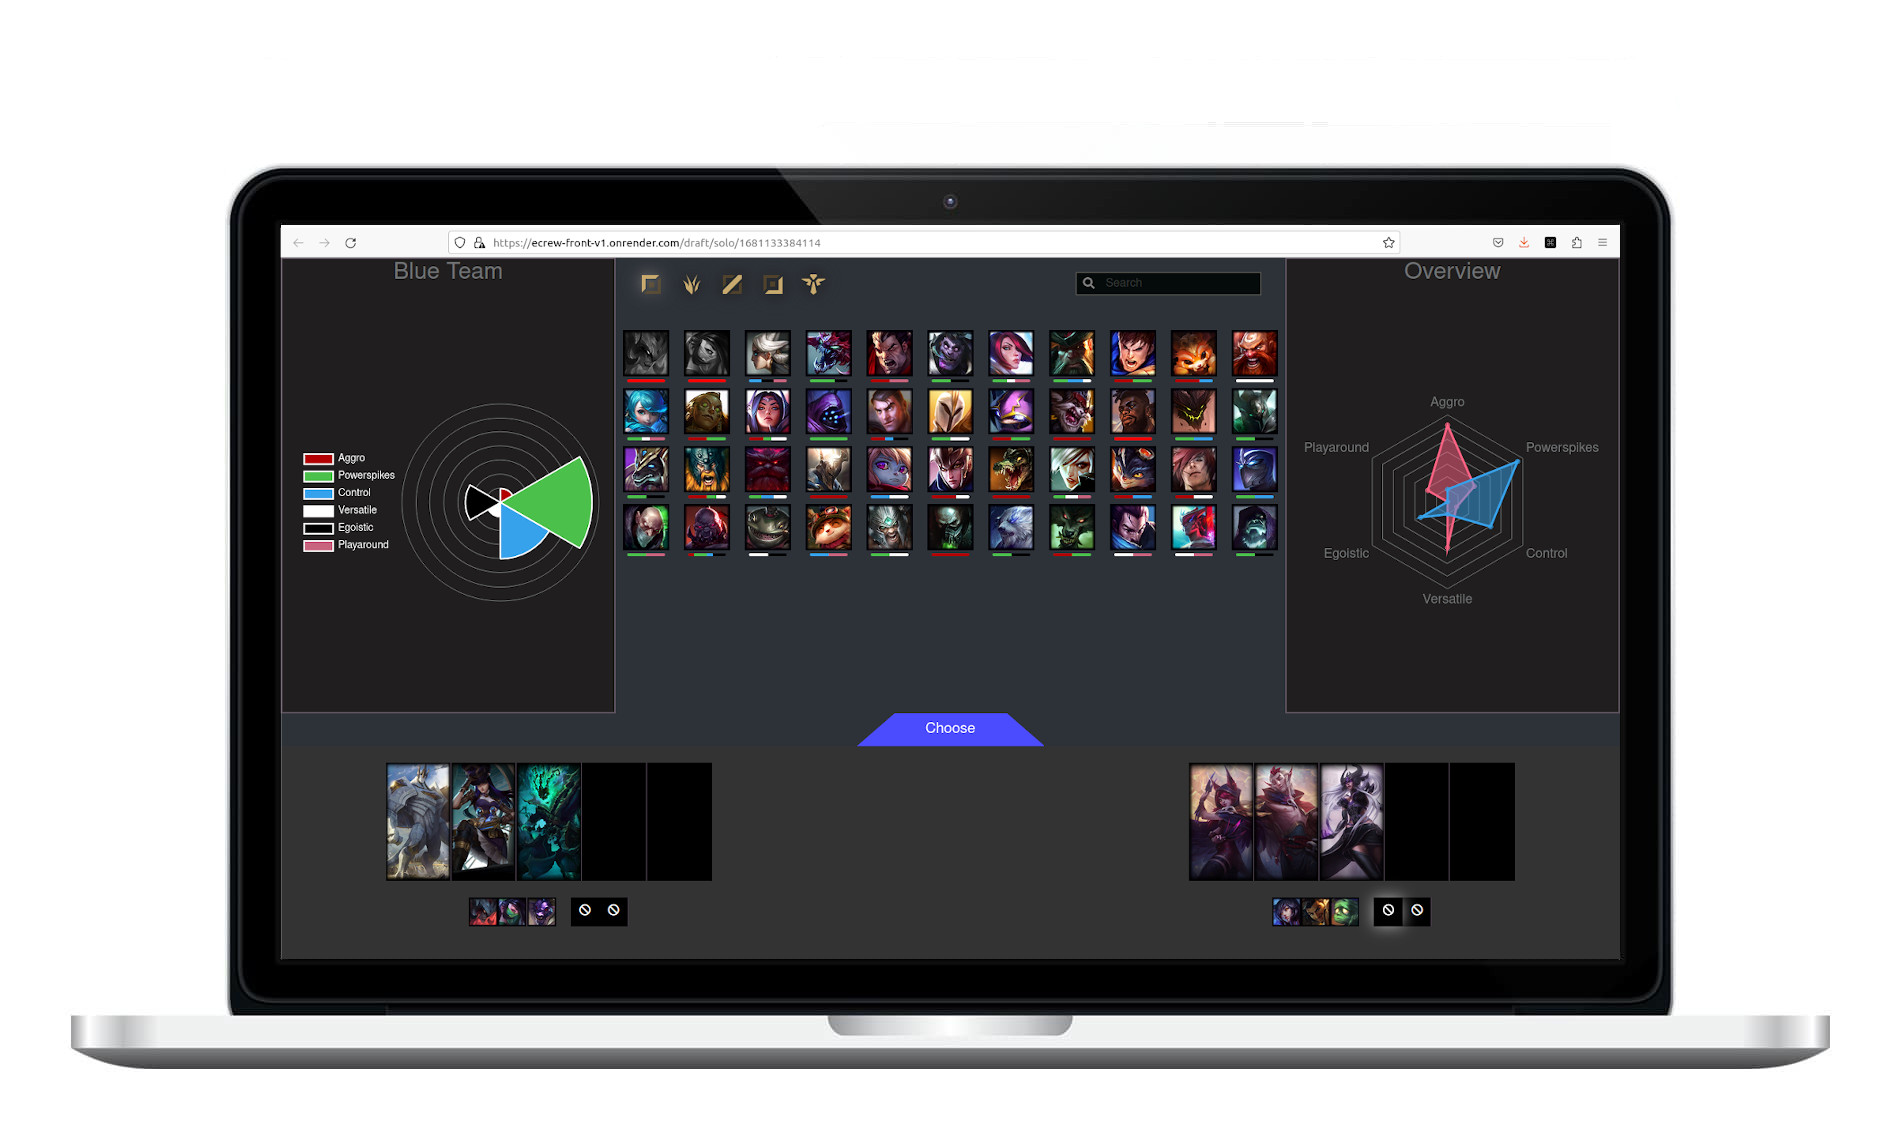 https://ecrew-front-v1.onrender.com/draft/solo/1681133384114
Blue Team
Aggro
Powerspikes
Control
Versatile
Egoistic
Playaround
Search
Overview
Aggro
Playaround
Powerspikes
Egoistic
Control
Versatile
Choose